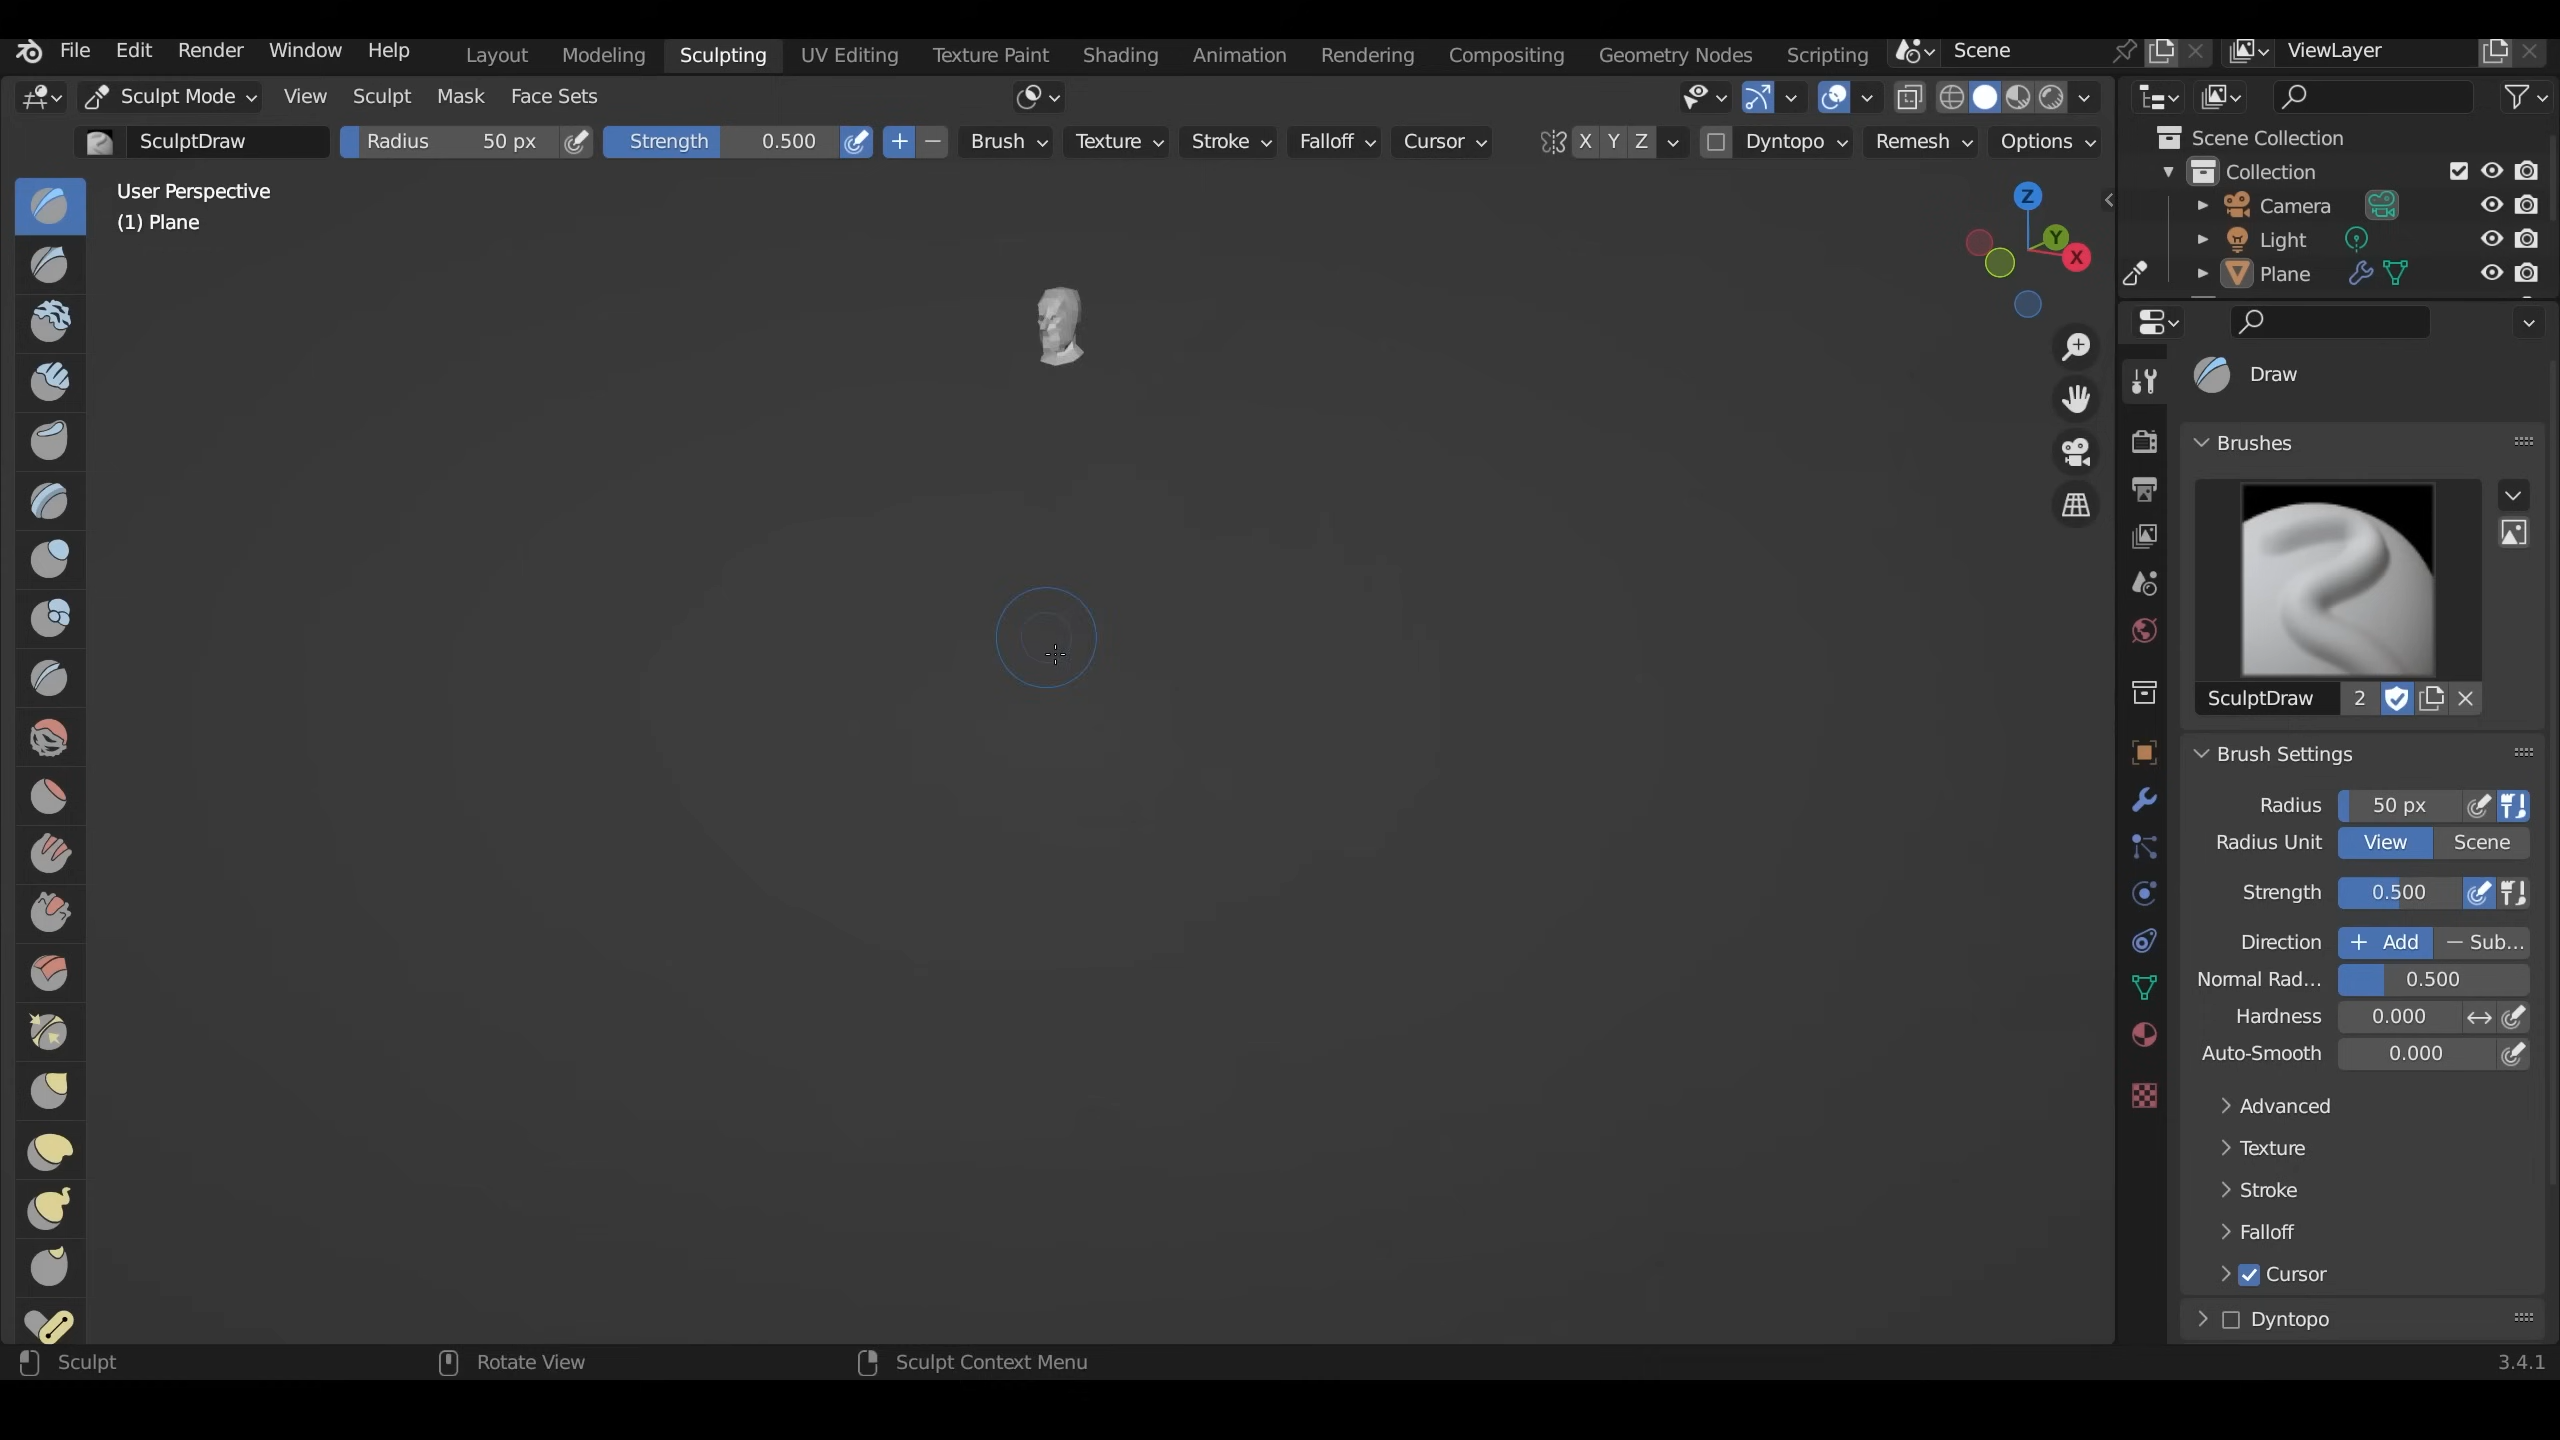 File Edit Render Window Help Layout Modeling Sculpting UV Editing Texture Paint Shading Animation Rendering Compositing Geometry Nodes Scripting Scene ViewLayer
Sculpt Mode View Sculpt Mask Face Sets
SculptDraw Radius 50 px Strength 0.500 + − Brush Texture Stroke Falloff Cursor X Y Z Dyntopo Remesh Options
User Perspective
(1) Plane
Z
Y
X
Scene Collection
Collection
Camera
Light
Plane
Draw
Brushes
SculptDraw 2
Brush Settings
Radius 50 px
Radius Unit View Scene
Strength 0.500
Direction + Add − Sub...
Normal Rad... 0.500
Hardness 0.000
Auto-Smooth 0.000
Advanced
Texture
Stroke
Falloff
Cursor
Dyntopo
Sculpt Rotate View Sculpt Context Menu 3.4.1